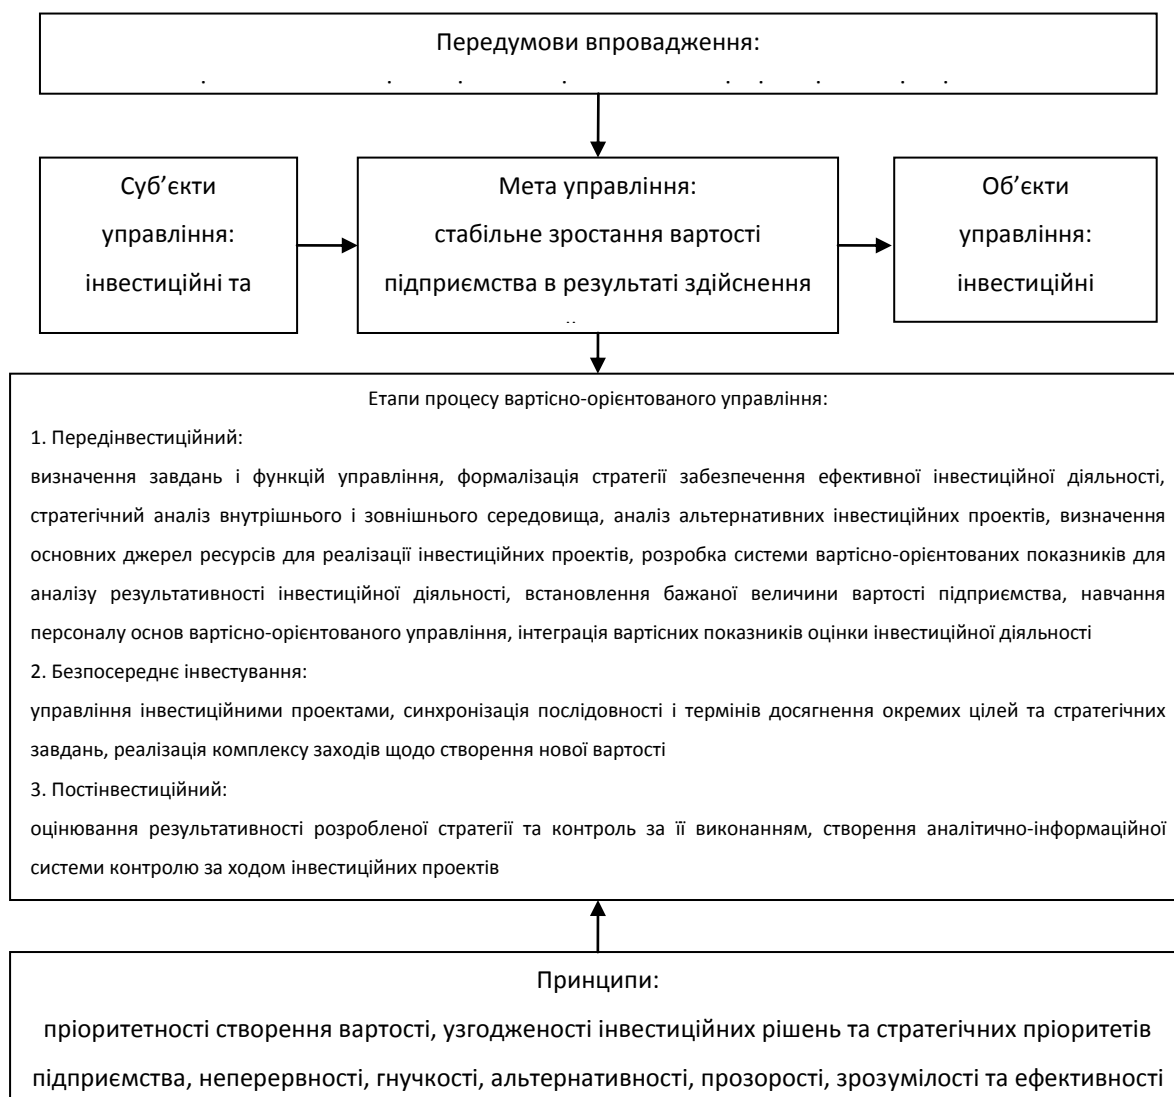 Передумови впровадження:
Суб’єкти
управління:
інвестиційні та
Мета управління:
стабільне зростання вартості
підприємства в результаті здійснення
Об’єкти
управління:
інвестиційні
Етапи процесу вартісно-орієнтованого управління:
1. Передінвестиційний:
визначення завдань і функцій управління, формалізація стратегії забезпечення ефективної інвестиційної діяльності,
стратегічний аналіз внутрішнього і зовнішнього середовища, аналіз альтернативних інвестиційних проектів, визначення
основних джерел ресурсів для реалізації інвестиційних проектів, розробка системи вартісно-орієнтованих показників для
аналізу результативності інвестиційної діяльності, встановлення бажаної величини вартості підприємства, навчання
персоналу основ вартісно-орієнтованого управління, інтеграція вартісних показників оцінки інвестиційної діяльності
2. Безпосереднє інвестування:
управління інвестиційними проектами, синхронізація послідовності і термінів досягнення окремих цілей та стратегічних
завдань, реалізація комплексу заходів щодо створення нової вартості
3. Постінвестиційний:
оцінювання результативності розробленої стратегії та контроль за її виконанням, створення аналітично-інформаційної
системи контролю за ходом інвестиційних проектів
Принципи:
пріоритетності створення вартості, узгодженості інвестиційних рішень та стратегічних пріоритетів
підприємства, неперервності, гнучкості, альтернативності, прозорості, зрозумілості та ефективності